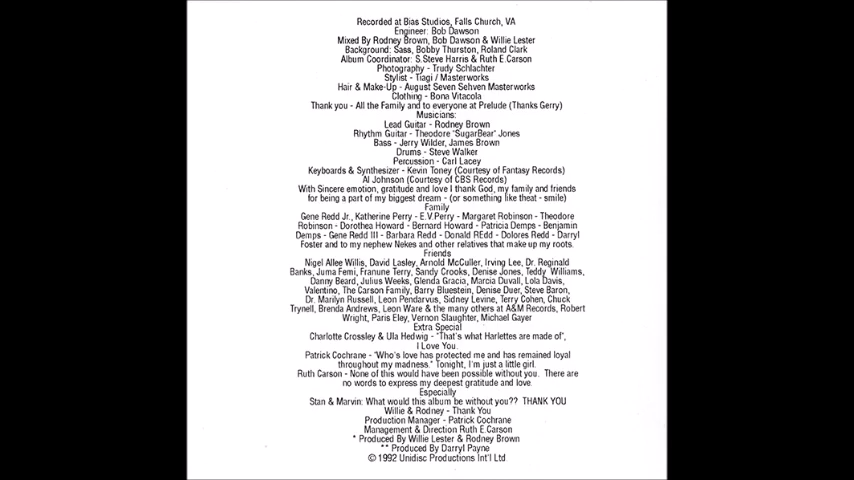 Recorded at Bias Studios, Falls Church, VA
Engineer: Bob Dawson
Mixed By Rodney Brown, Bob Dawson & Willie Lester
Background: Sass, Bobby Thurston, Roland Clark
Album Coordinator: S.Steve Harris & Ruth E.Carson
Photography - Trudy Schlachter
Stylist - Tiagi / Masterworks
Hair & Make-Up - August Seven Sehven Masterworks
Clothing - Bona Vitacola
Thank you - All the Family and to everyone at Prelude (Thanks Gerry)
Musicians:
Lead Guitar - Rodney Brown
Rhythm Guitar - Theodore "SugarBear" Jones
Bass - Jerry Wilder, James Brown
Drums - Steve Walker
Percussion - Carl Lacey
Keyboards & Synthesizer - Kevin Toney (Courtesy of Fantasy Records)
Al Johnson (Courtesy of CBS Records)
With Sincere emotion, gratitude and love I thank God, my family and friends
for being a part of my biggest dream - (or something like theat - smile)
Family
Gene Redd Jr., Katherine Perry - E.V.Perry - Margaret Robinson - Theodore
Robinson - Dorothea Howard - Bernard Howard - Patricia Demps - Benjamin
Demps - Gene Redd III - Barbara Redd - Donald REdd - Dolores Redd - Darryl
Foster and to my nephew Nekes and other relatives that make up my roots.
Friends
Nigel Allee Willis, David Lasley, Arnold McCuller, Irving Lee, Dr. Reginald
Banks, Juma Femi, Franune Terry, Sandy Crooks, Denise Jones, Teddy Williams,
Danny Beard, Julius Weeks, Glenda Gracia, Marcia Duvall, Lola Davis,
Valentino, The Carson Family, Barry Bluestein, Denise Duer, Steve Baron,
Dr. Marilyn Russell, Leon Pendarvus, Sidney Levine, Terry Cohen, Chuck
Trynell, Brenda Andrews, Leon Ware & the many others at A&M Records, Robert
Wright, Paris Eley, Vernon Slaughter, Michael Gayer
Extra Special
Charlotte Crossley & Ula Hedwig - "That's what Harlettes are made of",
I Love You.
Patrick Cochrane - "Who's love has protected me and has remained loyal
throughout my madness." Tonight, I'm just a little girl.
Ruth Carson - None of this would have been possible without you. There are
no words to express my deepest gratitude and love.
Especially
Stan & Marvin: What would this album be without you?? THANK YOU
Willie & Rodney - Thank You
Production Manager - Patrick Cochrane
Management & Direction Ruth E.Carson
* Produced By Willie Lester & Rodney Brown
** Produced by Darryl Payne
© 1992 Unidisc Productions Int'l Ltd